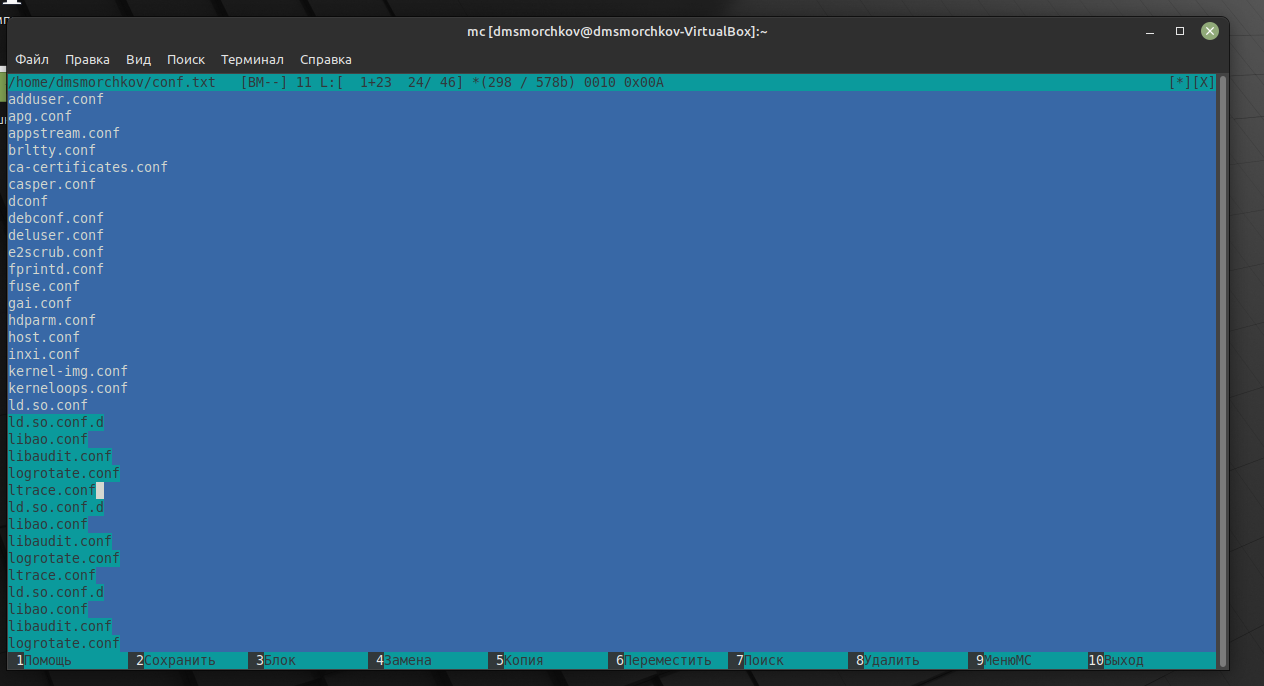 mc [dmsmorchkov@dmsmorchkov-VirtualBox]:~
Файл Правка Вид Поиск Терминал Справка
/home/dmsmorchkov/conf.txt [BM--] 11 L:[ 1+23 24/ 46] *(298 / 578b) 0010 0x00A [*][X]
adduser.conf
apg.conf
appstream.conf
brltty.conf
ca-certificates.conf
casper.conf
dconf
debconf.conf
deluser.conf
e2scrub.conf
fprintd.conf
fuse.conf
gai.conf
hdparm.conf
host.conf
inxi.conf
kernel-img.conf
kerneloops.conf
ld.so.conf
ld.so.conf.d
libao.conf
libaudit.conf
logrotate.conf
ltrace.conf
ld.so.conf.d
libao.conf
libaudit.conf
logrotate.conf
ltrace.conf
ld.so.conf.d
libao.conf
libaudit.conf
logrotate.conf
1Помощь 2Сохранить 3Блок 4Замена 5Копия 6Переместить 7Поиск 8Удалить 9МенюМС 10Выход